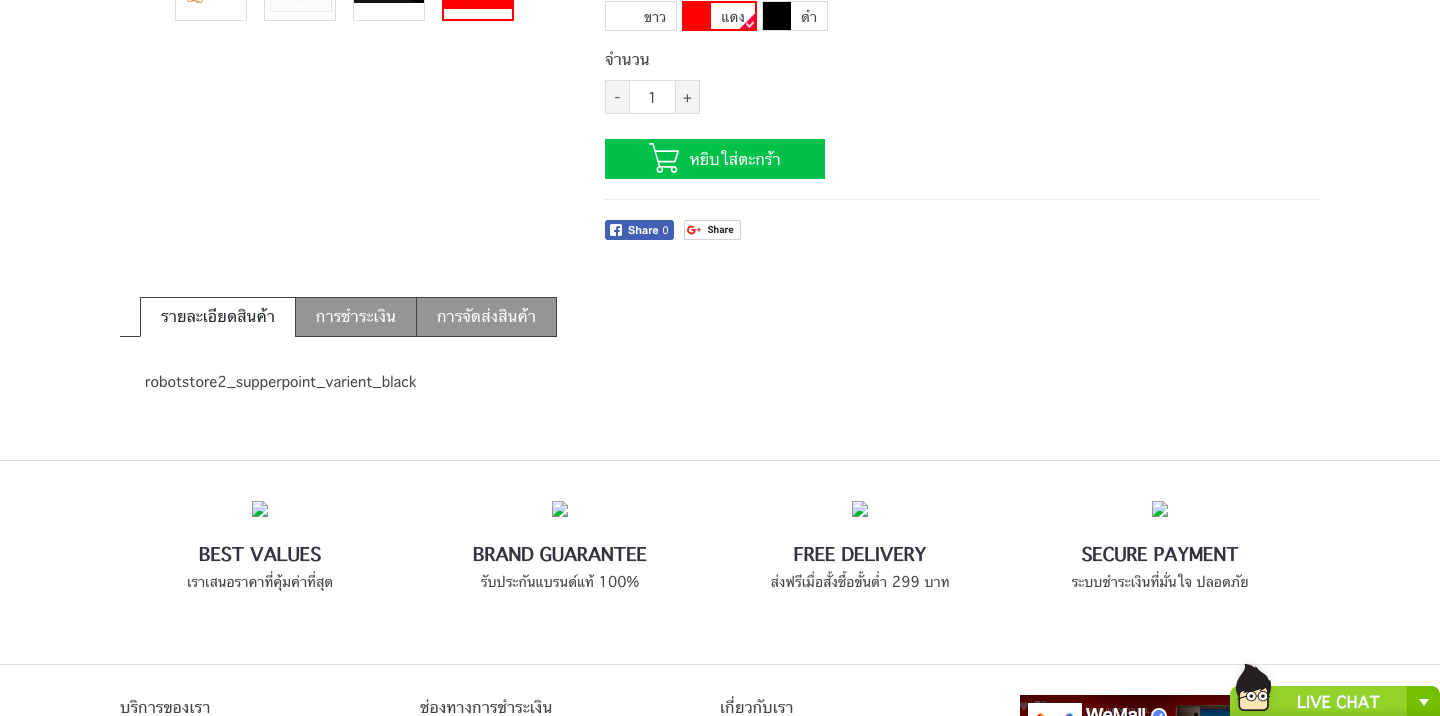 ขาว แดง ดำ
จำนวน
- 1 +
หยิบใส่ตะกร้า
Share 0 Share
รายละเอียดสินค้า การชำระเงิน การจัดส่งสินค้า
robotstore2_supperpoint_varient_black
BEST VALUES BRAND GUARANTEE FREE DELIVERY SECURE PAYMENT
เราเสนอราคาที่คุ้มค่าที่สุด รับประกันแบรนด์แท้ 100% ส่งฟรีเมื่อสั่งซื้อขั้นต่ำ 299 บาท ระบบชำระเงินที่มั่นใจ ปลอดภัย
บริการของเรา ช่องทางการชำระเงิน เกี่ยวกับเรา WeMall LIVE CHAT